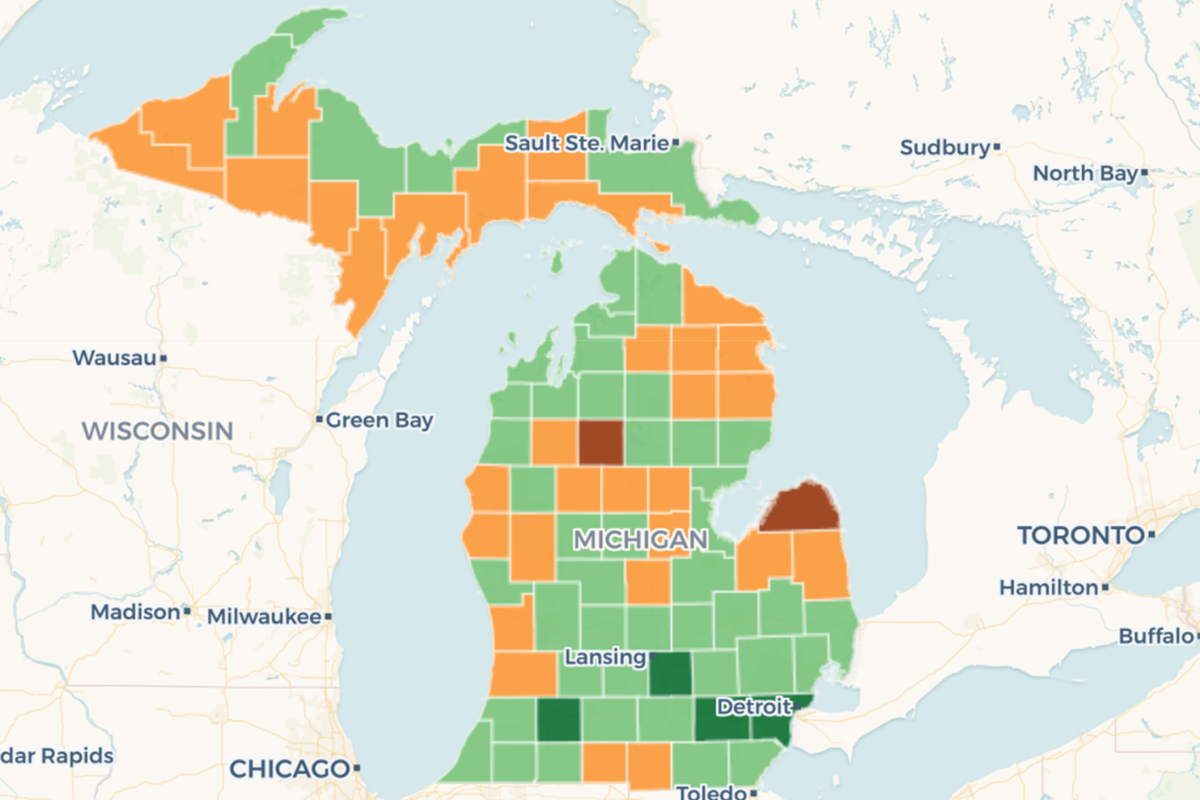 Sault Ste. Marie
Sudbury
North Bay
Wausau
Green Bay
WISCONSIN
MICHIGAN
TORONTO
Hamilton
Madison
Milwaukee
Buffalo
Lansing
Detroit
dar Rapids
CHICAGO
Toledo